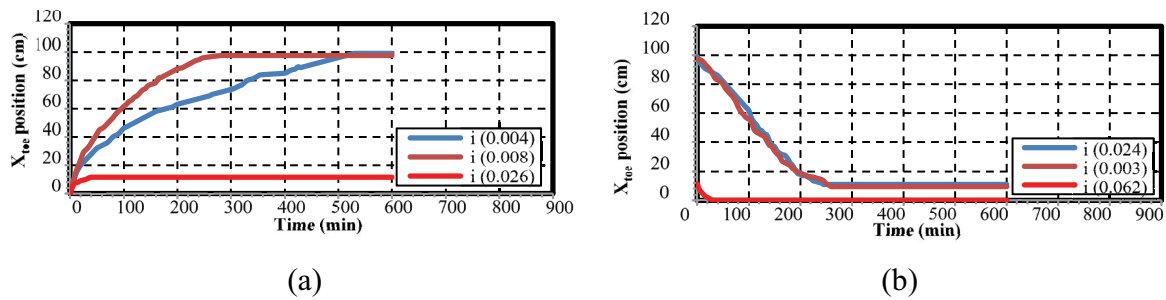 120
100
80
60
40
20
0
X_toe position (cm)
0 100 200 300 400 500 600 700 800 900
Time (min)
i (0.004)
i (0.008)
i (0.026)
(a)
120
100
80
60
40
20
0
X_toe position (cm)
0 100 200 300 400 500 600 700 800 900
Time (min)
i (0.024)
i (0.003)
i (0.062)
(b)